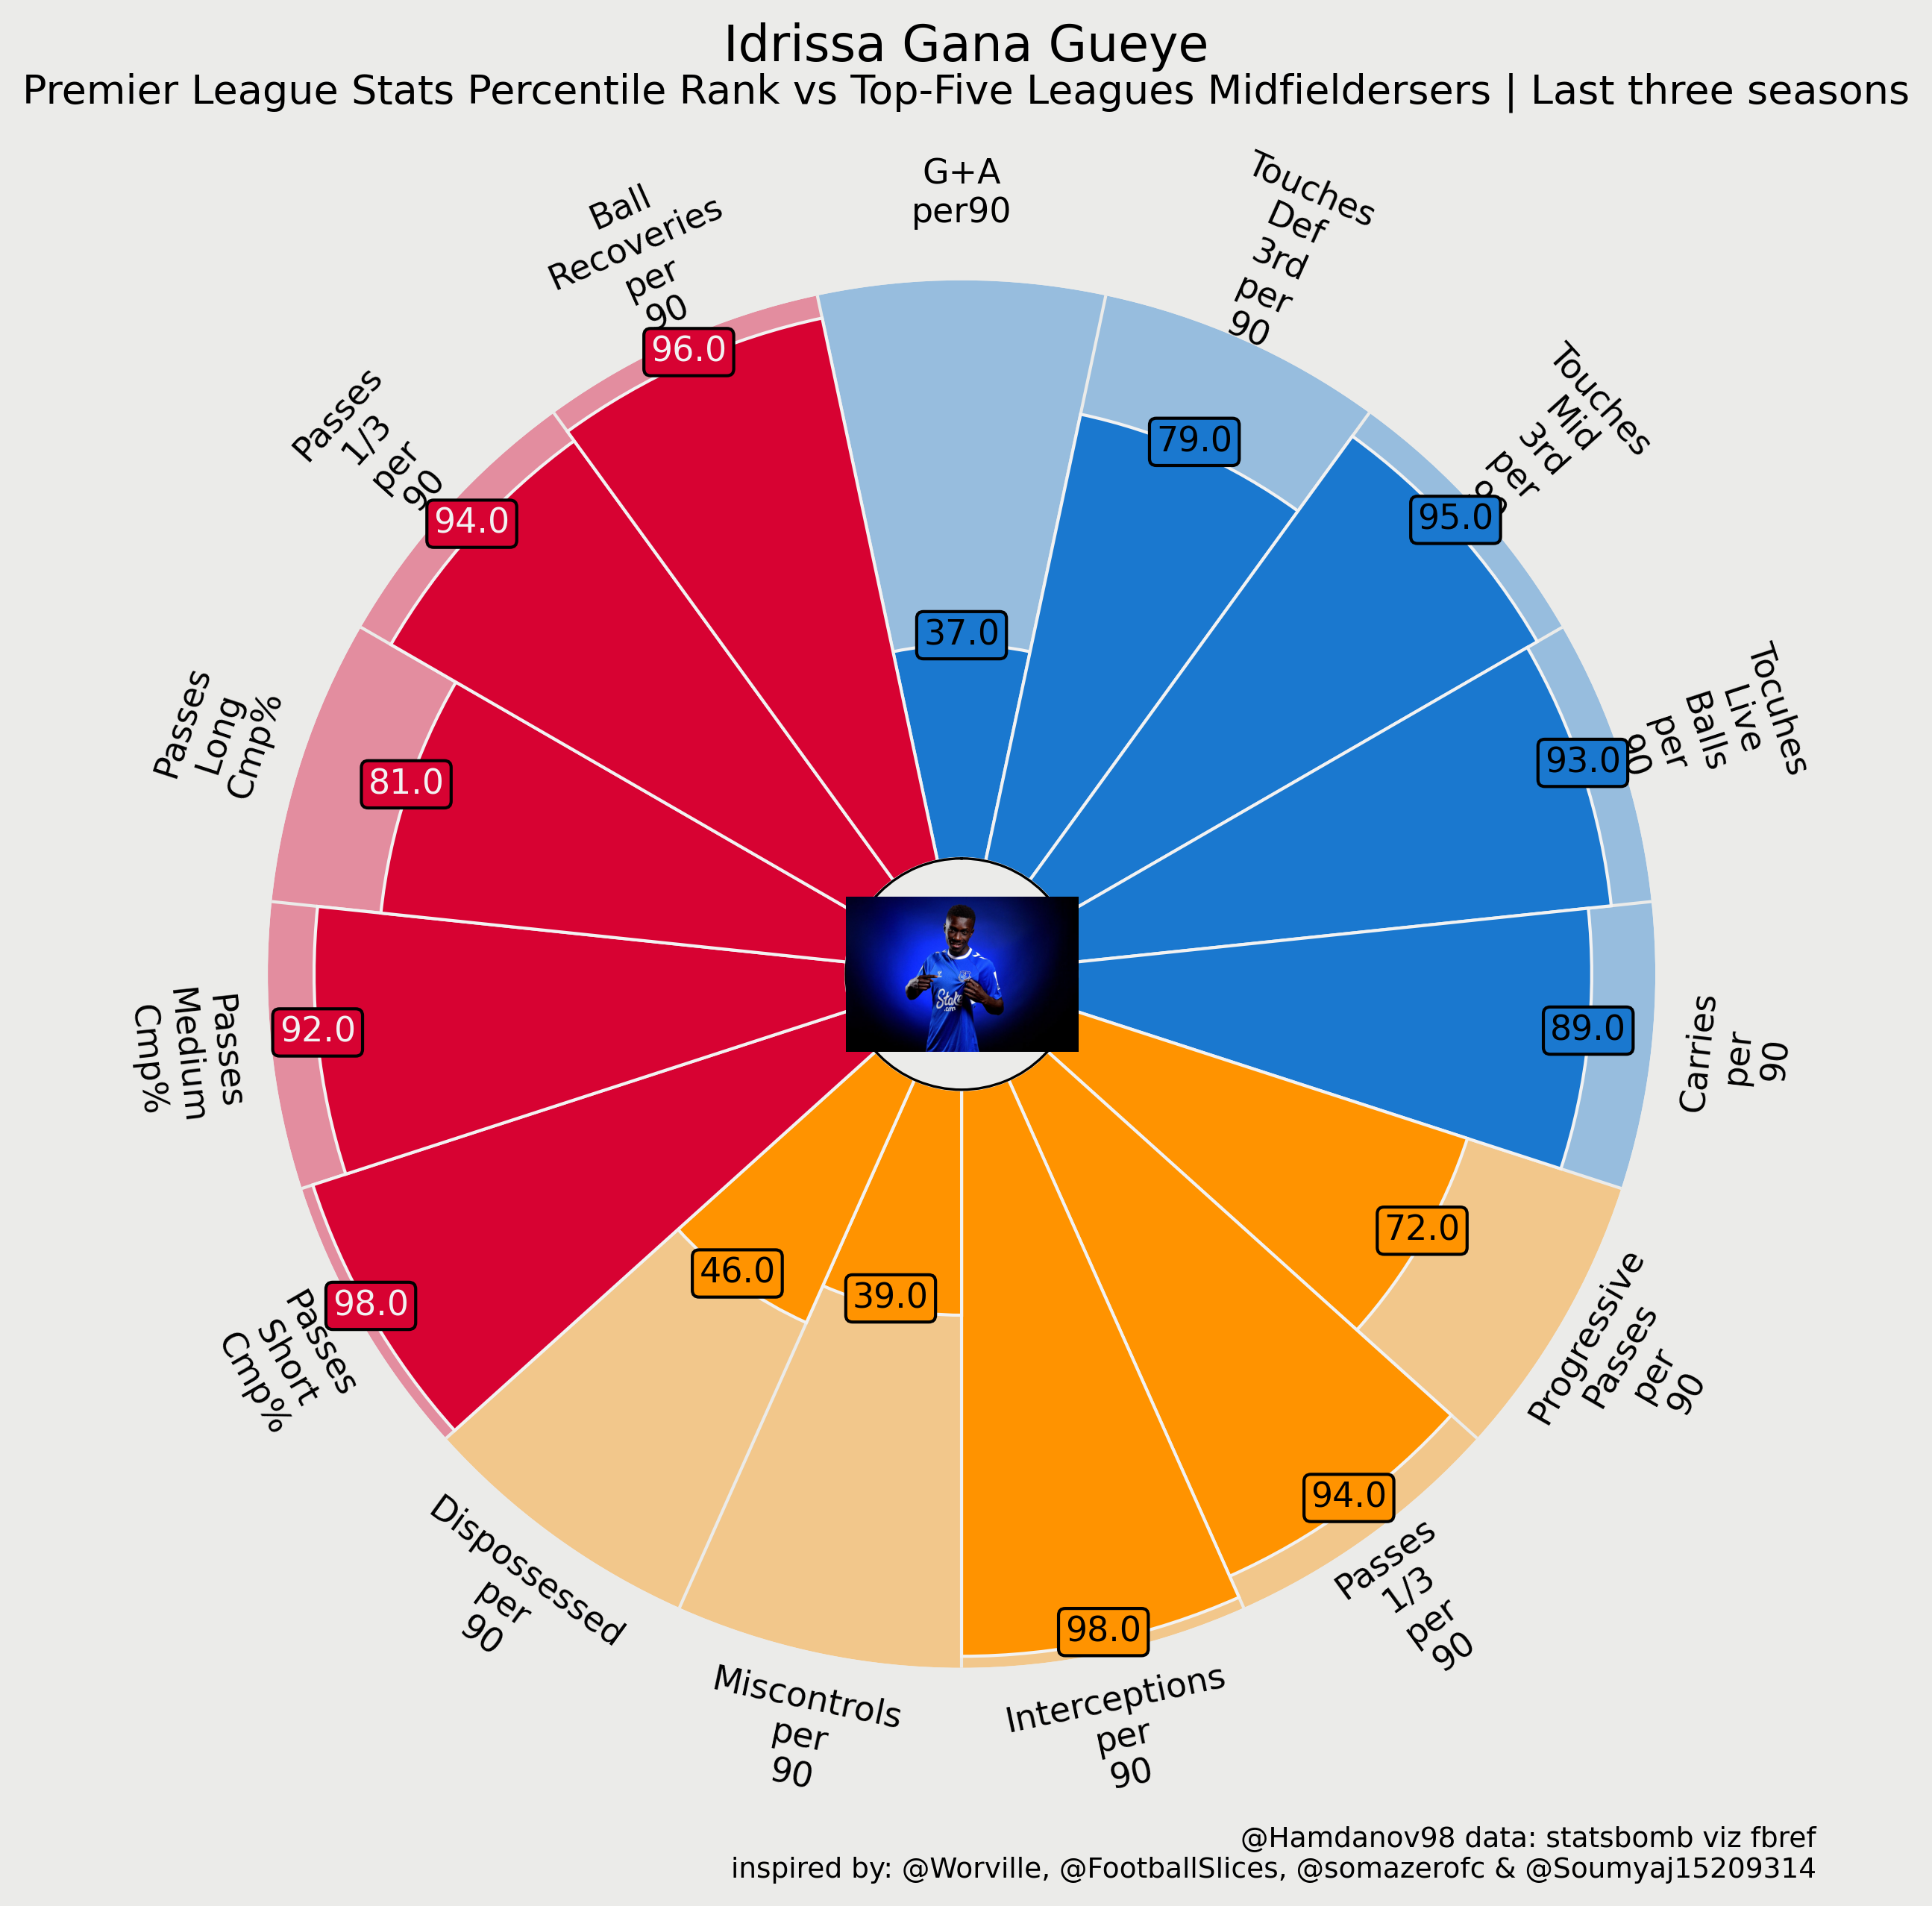 Idrissa Gana Gueye
Premier League Stats Percentile Rank vs Top-Five Leagues Midfieldersers | Last three seasons
G+A
per90
37.0
Touches
Def
3rd
per
90
79.0
Touches
Mid
3rd
per
90
95.0
Tocuhes
Live
Balls
per
90
93.0
Carries
per
90
89.0
Progressive
Passes
per
90
72.0
Passes
1/3
per
90
94.0
Interceptions
per
90
98.0
Miscontrols
per
90
39.0
Dispossessed
per
90
46.0
Passes
Short
Cmp%
98.0
Passes
Medium
Cmp%
92.0
Passes
Long
Cmp%
81.0
Passes
1/3
per
90
94.0
Ball
Recoveries
per
90
96.0
Stake
.com
@Hamdanov98 data: statsbomb viz fbref
inspired by: @Worville, @FootballSlices, @somazerofc & @Soumyaj15209314